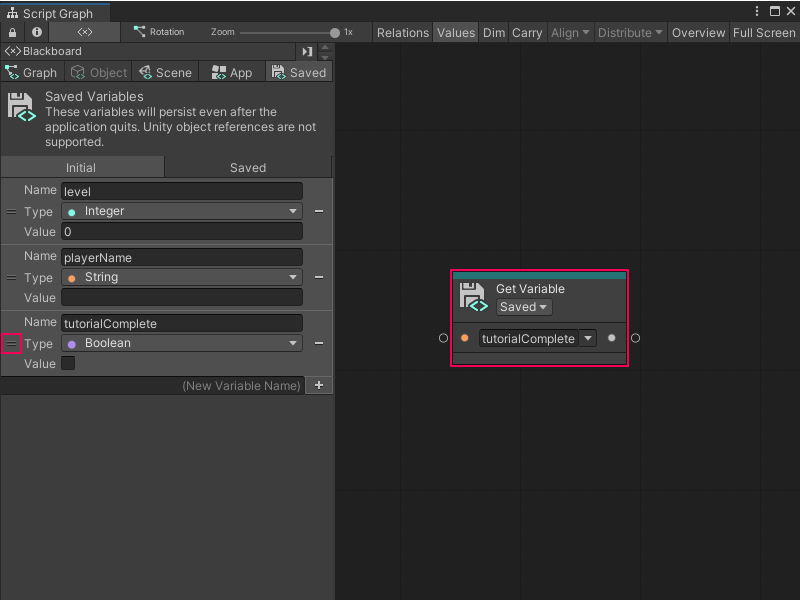 Script Graph
Rotation Zoom 1x Relations Values Dim Carry Align Distribute Overview Full Screen
Blackboard
Graph Object Scene App Saved
Saved Variables
These variables will persist even after the
application quits. Unity object references are not
supported.
Initial Saved
Name level
Type Integer
Value 0
Name playerName
Type String
Value
Name tutorialComplete
Type Boolean
Value
(New Variable Name)
Get Variable
Saved
tutorialComplete